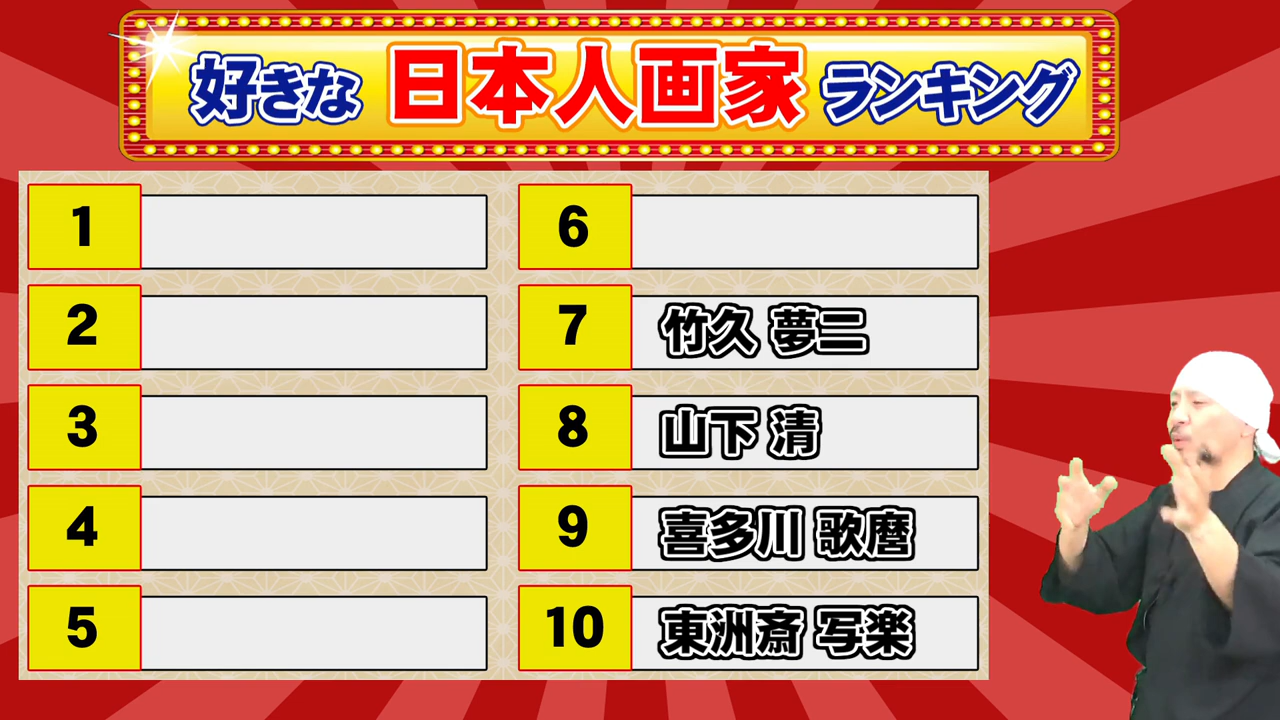 好きな 日本人画家 ランキング
1
2
3
4
5
6
7 竹久 夢二
8 山下 清
9 喜多川 歌麿
10 東洲斎 写楽